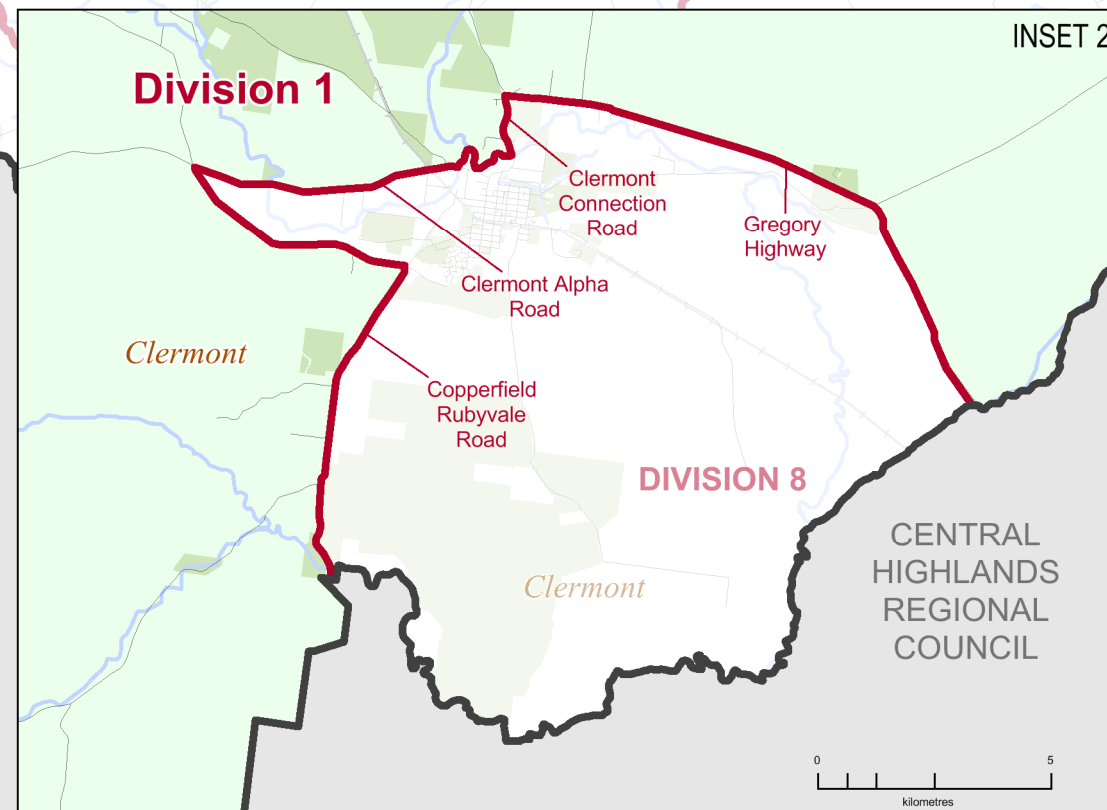 INSET 2
Division 1
Clermont
Connection
Road
Gregory
Highway
Clermont Alpha
Road
Clermont
Copperfield
Rubyvale
Road
DIVISION 8
CENTRAL
HIGHLANDS
REGIONAL
COUNCIL
Clermont
0
5
kilometres